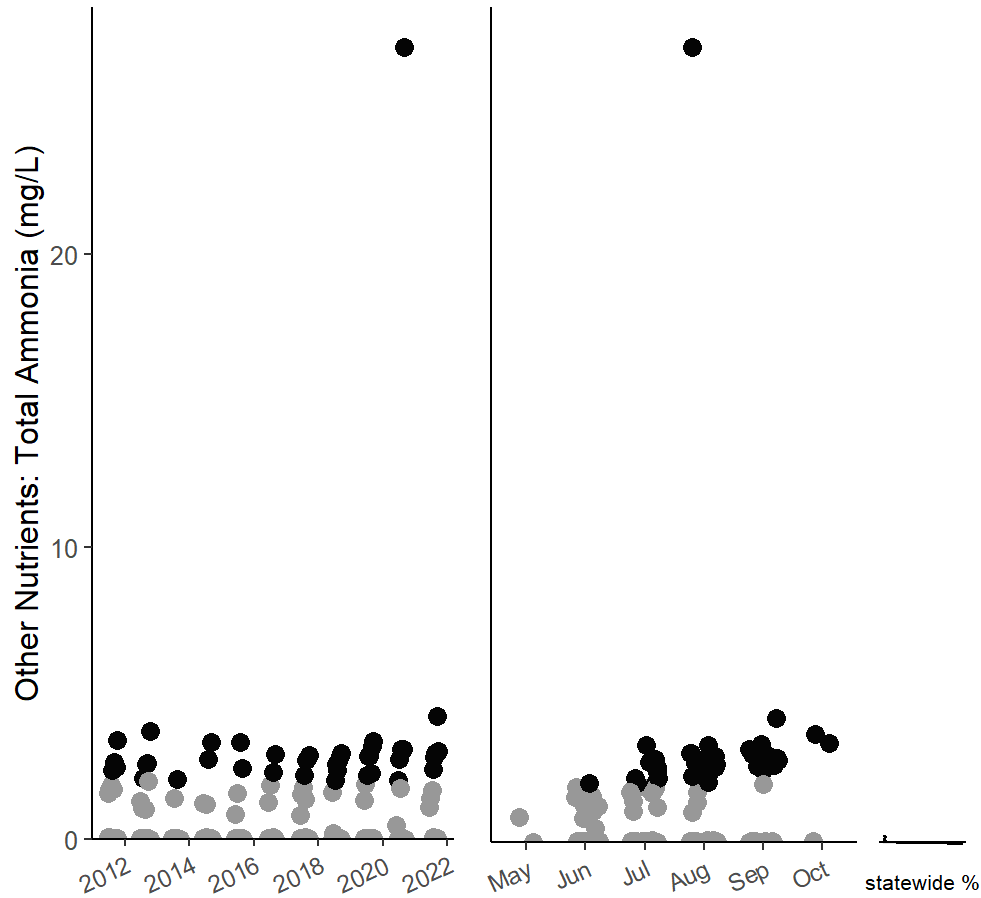 Other Nutrients: Total Ammonia (mg/L)
20
10
0
2012 2014 2016 2018 2020 2022
May Jun Jul Aug Sep Oct
statewide %